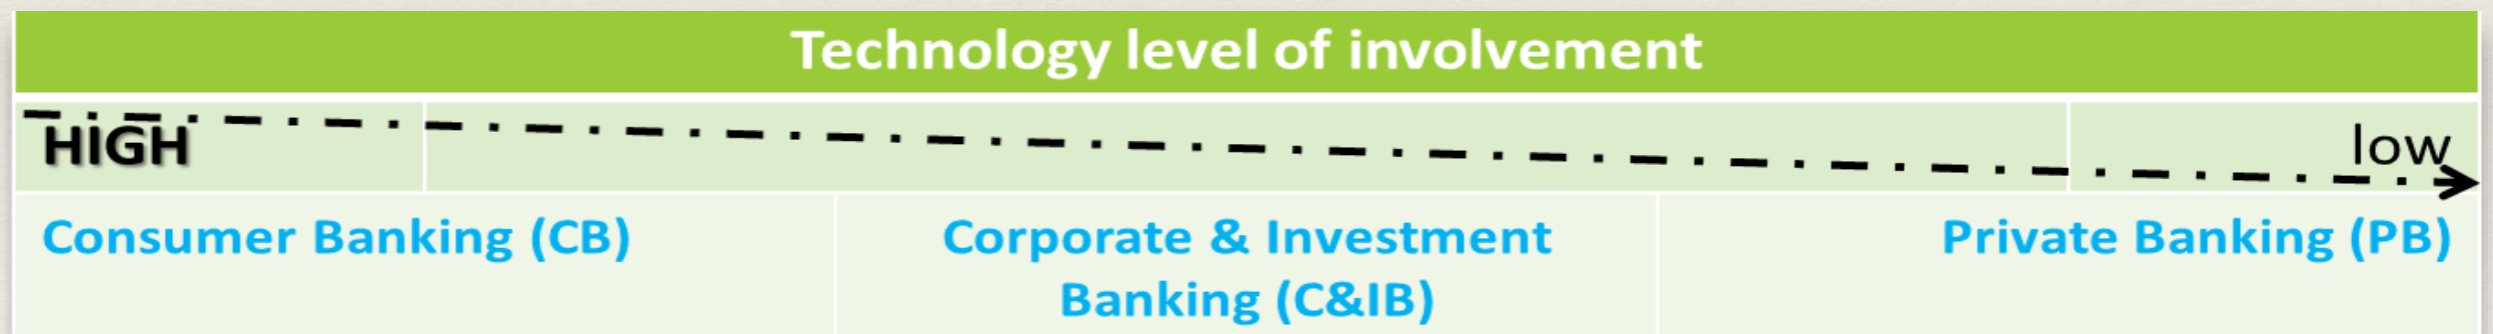 Technology level of involvement
HIGH low
Consumer Banking (CB) Corporate & Investment Private Banking (PB)
Banking (C&IB)